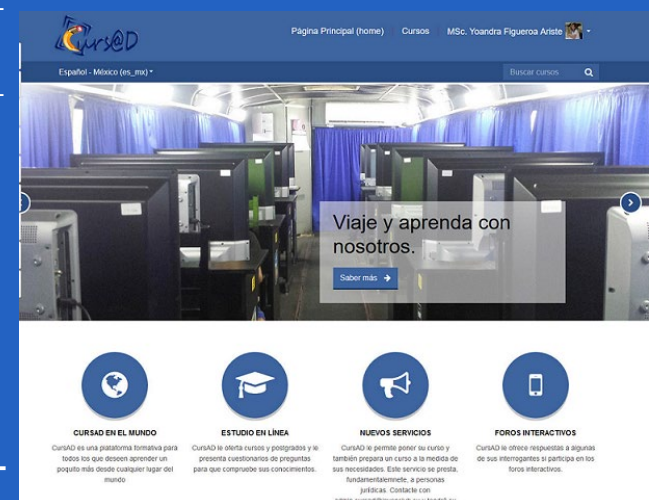 Curs@D
Página Principal (home) Cursos MSc. Yoandra Figueroa Ariste
Español - México (es_mx)
Buscar cursos
Viaje y aprenda con
nosotros.
Saber más
CURSAD EN EL MUNDO
CursAD es una plataforma formativa para
todos los que deseen aprender un
poquito más desde cualquier lugar del
mundo
ESTUDIO EN LÍNEA
CursAD le oferta cursos y postgrados y le
presenta cuestionarios de preguntas
para que compruebe sus conocimientos.
NUEVOS SERVICIOS
CursAD le permite poner su curso y
también prepara un curso a la medida de
sus necesidades. Este servicio se presta,
fundamentalemnete, a personas
jurídicas. Contacte con
FOROS INTERACTIVOS
CursAD le ofrece respuestas a algunas
de sus interrogantes si participa en los
foros interactivos.